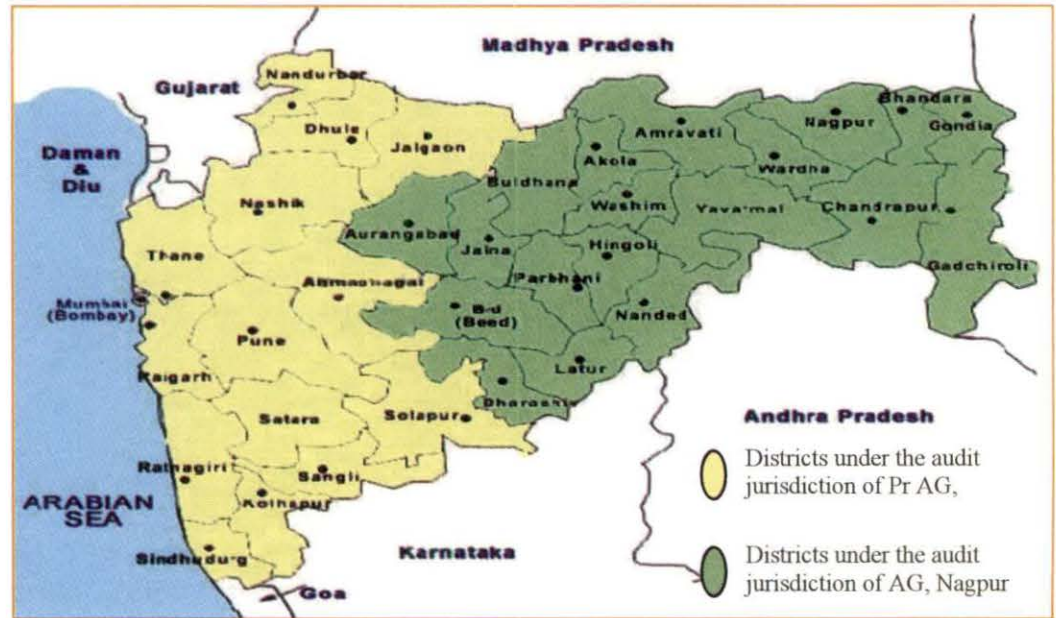 Madhya Pradesh
Gujarat
Nandurbar
Dhule
Jalgaon
Daman
&
Diu
Nashik
Thane
Mumbai
(Bombay)
Raigarh
Pune
Ahmadnagar
Aurangabad
Jalna
Buldhana
Akola
Amravati
Washim
Wardha
Nagpur
Bhandara
Gondia
Yavatmal
Chandrapur
Gadchiroli
Hingoli
Parbhani
Nanded
(Beed)
Latur
Solapur
Satara
Sangli
Ratnagiri
Kolhapur
ARABIAN
SEA
Sindhudu-g
Karnataka
Goa
Andhra Pradesh
Districts under the audit
jurisdiction of Pr AG,
Districts under the audit
jurisdiction of AG, Nagpur